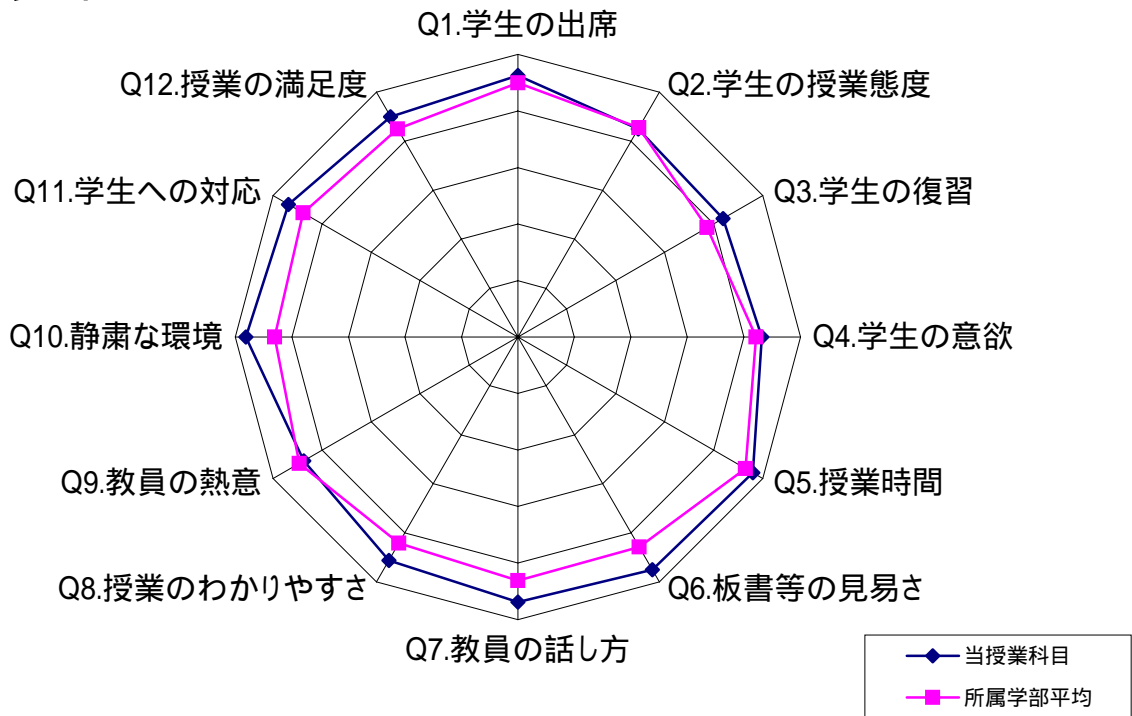 Q1.学生の出席
Q2.学生の授業態度
Q3.学生の復習
Q4.学生の意欲
Q5.授業時間
Q6.板書等の見易さ
Q7.教員の話し方
Q8.授業のわかりやすさ
Q9.教員の熱意
Q10.静粛な環境
Q11.学生への対応
Q12.授業の満足度
当授業科目
所属学部平均